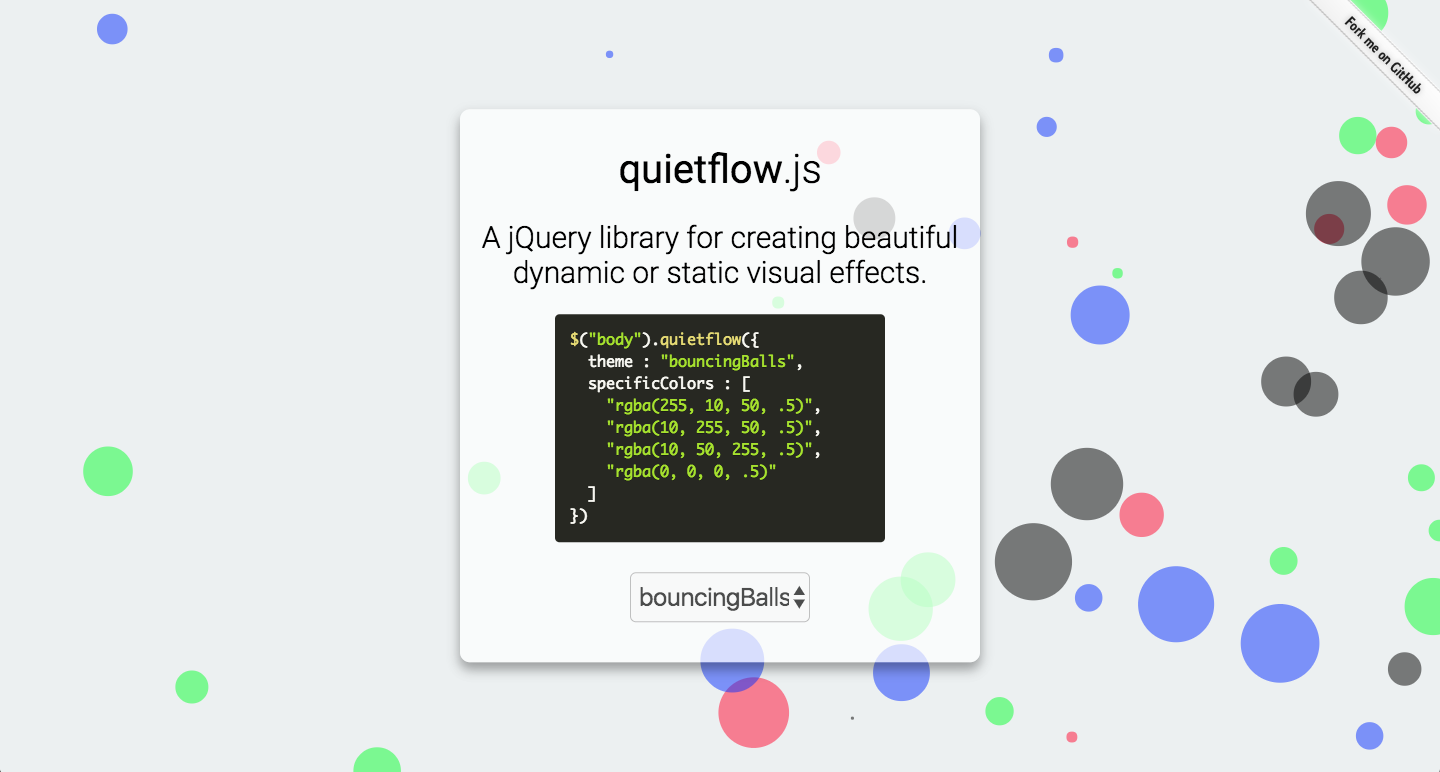 Fork me on GitHub
quietflow.js
A jQuery library for creating beautiful
dynamic or static visual effects.
$("body").quietflow({
  theme : "bouncingBalls",
  specificColors : [
    "rgba(255, 10, 50, .5)",
    "rgba(10, 255, 50, .5)",
    "rgba(10, 50, 255, .5)",
    "rgba(0, 0, 0, .5)"
  ]
})
bouncingBalls